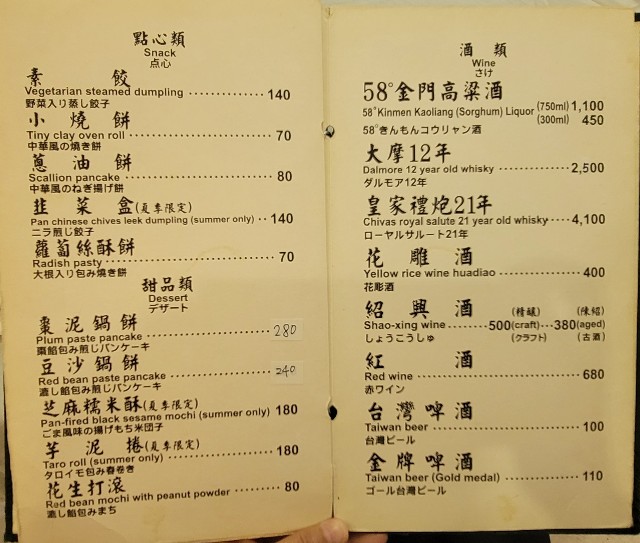 點心類
Snack
点心
素餃
Vegetarian steamed dumpling 140
野菜入り蒸し餃子
小燒餅
Tiny clay oven roll 70
中華風の燒き餅
蔥油餅
Scallion pancake 80
中華風のねぎ揚げ餅
韭菜盒(夏季限定)
Pan chinese chives leek dumpling (summer only) 140
ニラ煎じ餃子
蘿蔔絲酥餅
Radish pasty 70
大根入り包み燒き餅
甜品類
Dessert
デザート
棗泥鍋餅
Plum paste pancake 280
棗餡包み煎じパンケーキ
豆沙鍋餅
Red bean paste pancake 240
漉し餡包み煎じパンケーキ
芝麻糯米酥(夏季限定)
Pan-fired black sesame mochi (summer only) 180
ごま風味の揚げもち米団子
芋泥捲(夏季限定)
Taro roll (summer only) 180
タロイモ包み春巻き
花生打滾
Red bean mochi with peanut powder 80
漉し餡包みまち
酒類
Wine
さけ
58°金門高粱酒
58°Kinmen Kaoliang (Sorghum) Liquor (750ml) 1,100
(300ml) 450
58°きんもんコウリャン酒
大摩12年
Dalmore 12 year old whisky 2,500
ダルモア12年
皇家禮炮21年
Chivas royal salute 21 year old whisky 4,100
ローヤルサルート21年
花雕酒
Yellow rice wine huadiao 400
花彫酒
紹興酒 (精釀) (陳紹)
Shao-xing wine 500(craft) 380(aged)
しょうこうしゅ (クラフト) (古酒)
紅酒
Red wine 680
赤ワイン
台灣啤酒
Taiwan beer 100
台灣ビール
金牌啤酒
Taiwan beer (Gold medal) 110
ゴール台灣ビール